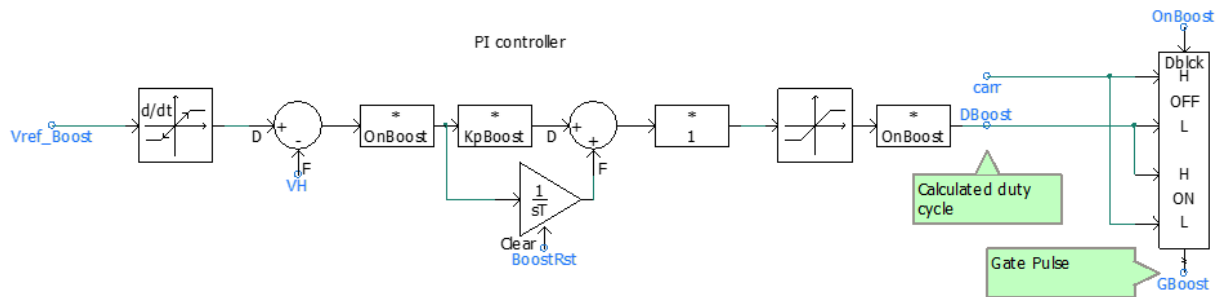 PI controller
OnBoost
Dblck
carr
H
OFF
L
H
ON
L
d/dt
Vref_Boost
D
+
-
F
VH
*
OnBoost
*
KpBoost
D
+
+
F
*
1
*
OnBoost
DBoost
1
sT
Clear
BoostRst
Calculated duty
cycle
Gate Pulse
GBoost